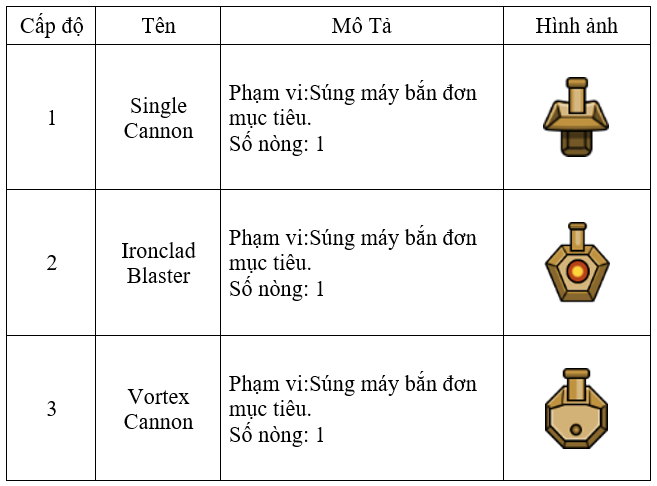 Cấp độ Tên Mô Tả Hình ảnh
1 Single Cannon Phạm vi:Súng máy bắn đơn
mục tiêu.
Số nòng: 1
2 Ironclad Blaster Phạm vi:Súng máy bắn đơn
mục tiêu.
Số nòng: 1
3 Vortex Cannon Phạm vi:Súng máy bắn đơn
mục tiêu.
Số nòng: 1